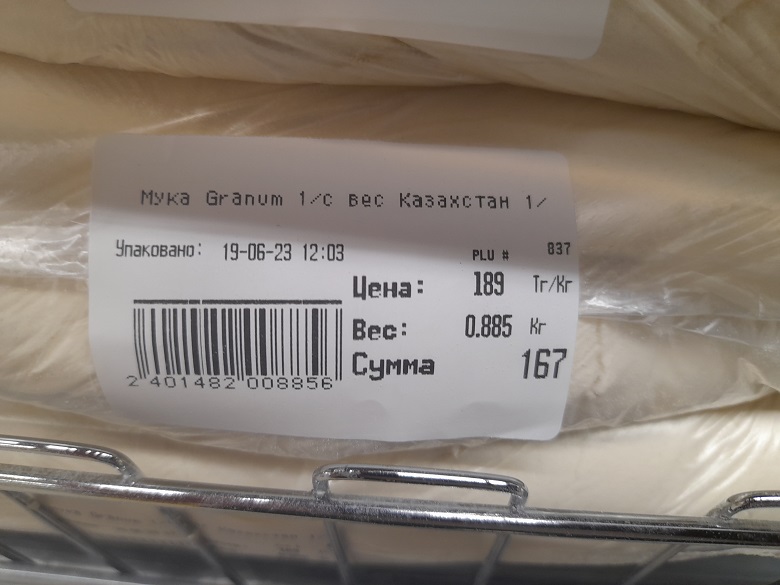 Мука Granum 1/с вес Казахстан 1/
Упаковано: 19-06-23 12:03
PLU # 837
Цена: 189 Тг/Кг
Вес: 0.885 Кг
Сумма 167
2 401482 008856